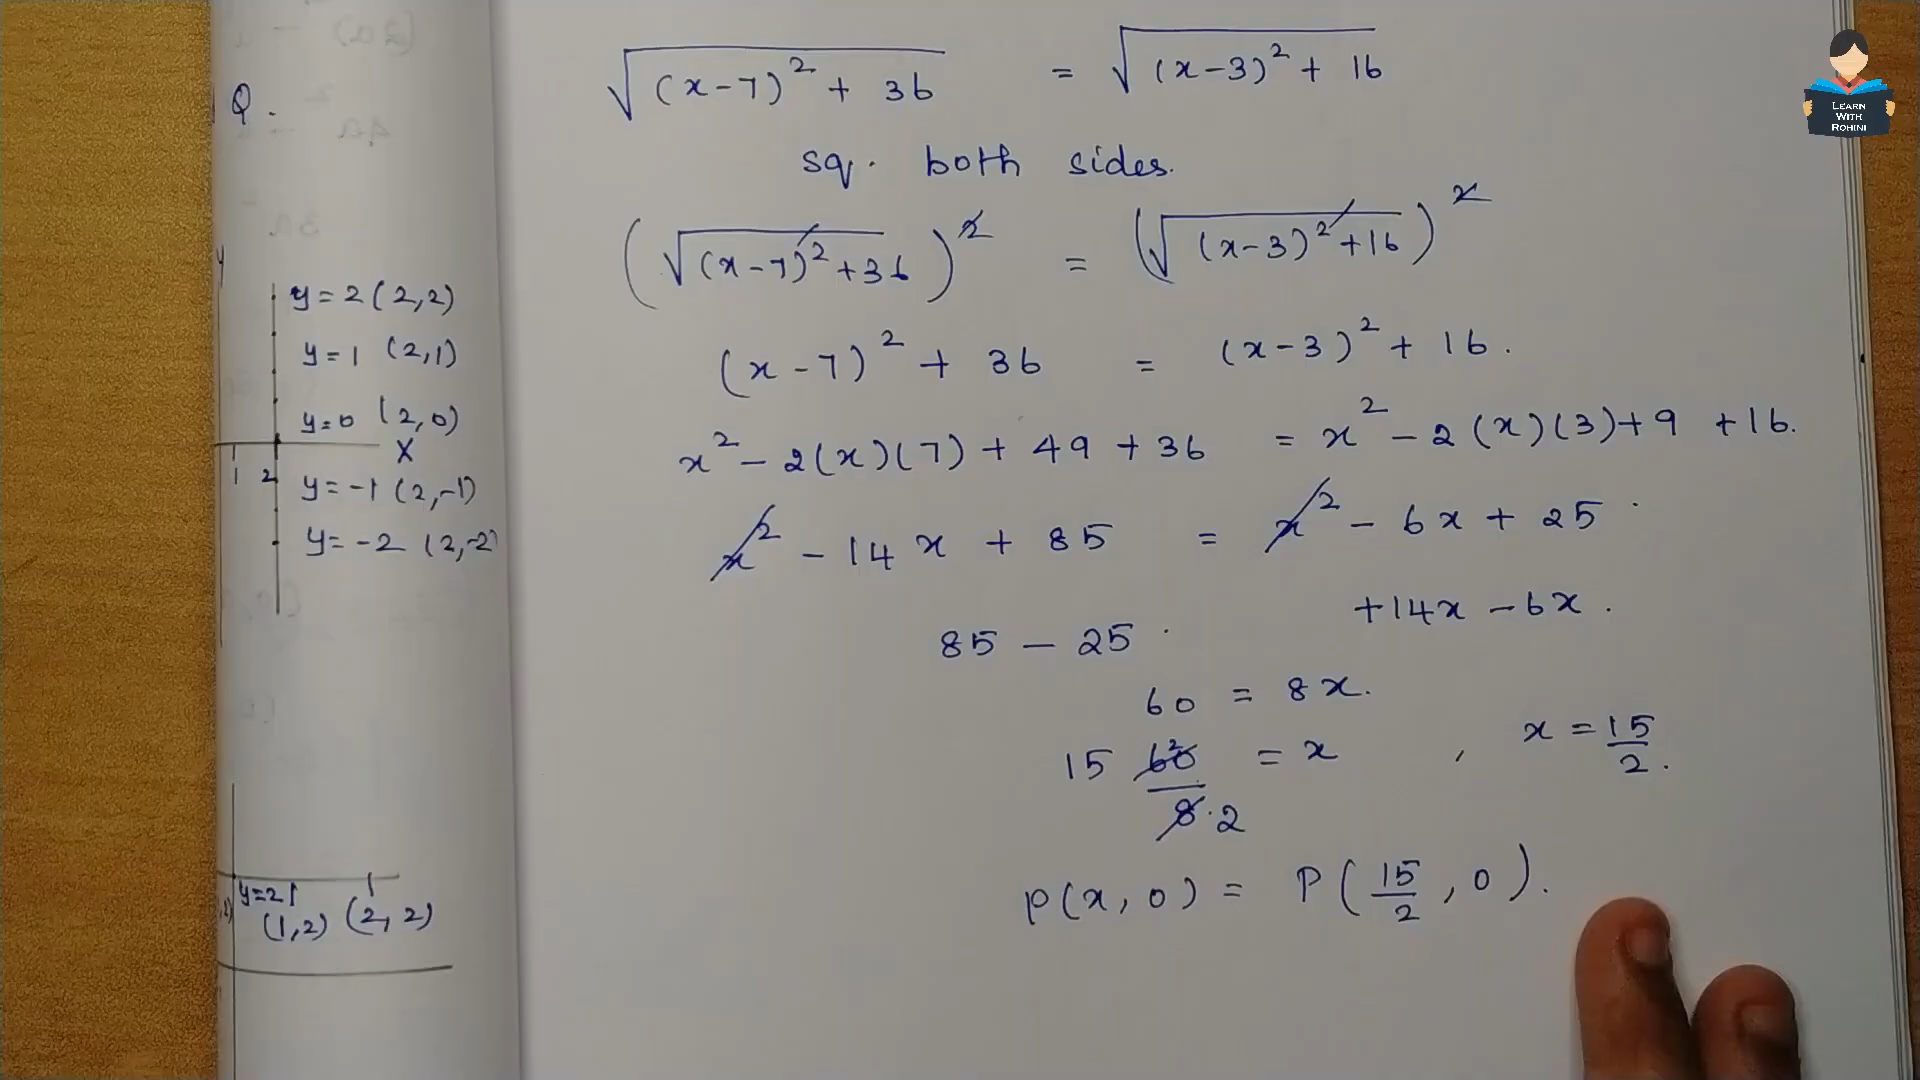 Q.
y=2 (2,2)
y=1 (2,1)
y=0 (2,0)
X
1 2
y=-1 (2,-1)
y=-2 (2,-2)
y=2
(1,2) (2,2)
√((x-7)² + 36) = √((x-3)² + 16)
sq. both sides.
(√((x-7)²+36))² = (√((x-3)²+16))²
(x-7)² + 36 = (x-3)² + 16.
x² - 2(x)(7) + 49 + 36 = x² - 2(x)(3) + 9 + 16.
x² - 14x + 85 = x² - 6x + 25
85 - 25 +14x - 6x.
60 = 8x.
15 60/8 2 = x , x = 15/2.
P(x,0) = P(15/2, 0).
LEARN
WITH
ROHINI